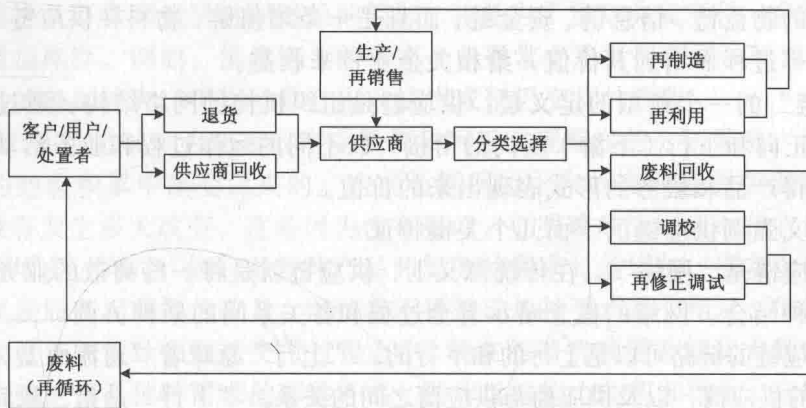 生产/
再销售
再制造
客户/用户/
处置者
退货
供应商回收
供应商
分类选择
再利用
废料回收
调校
再修正调试
废料
（再循环）